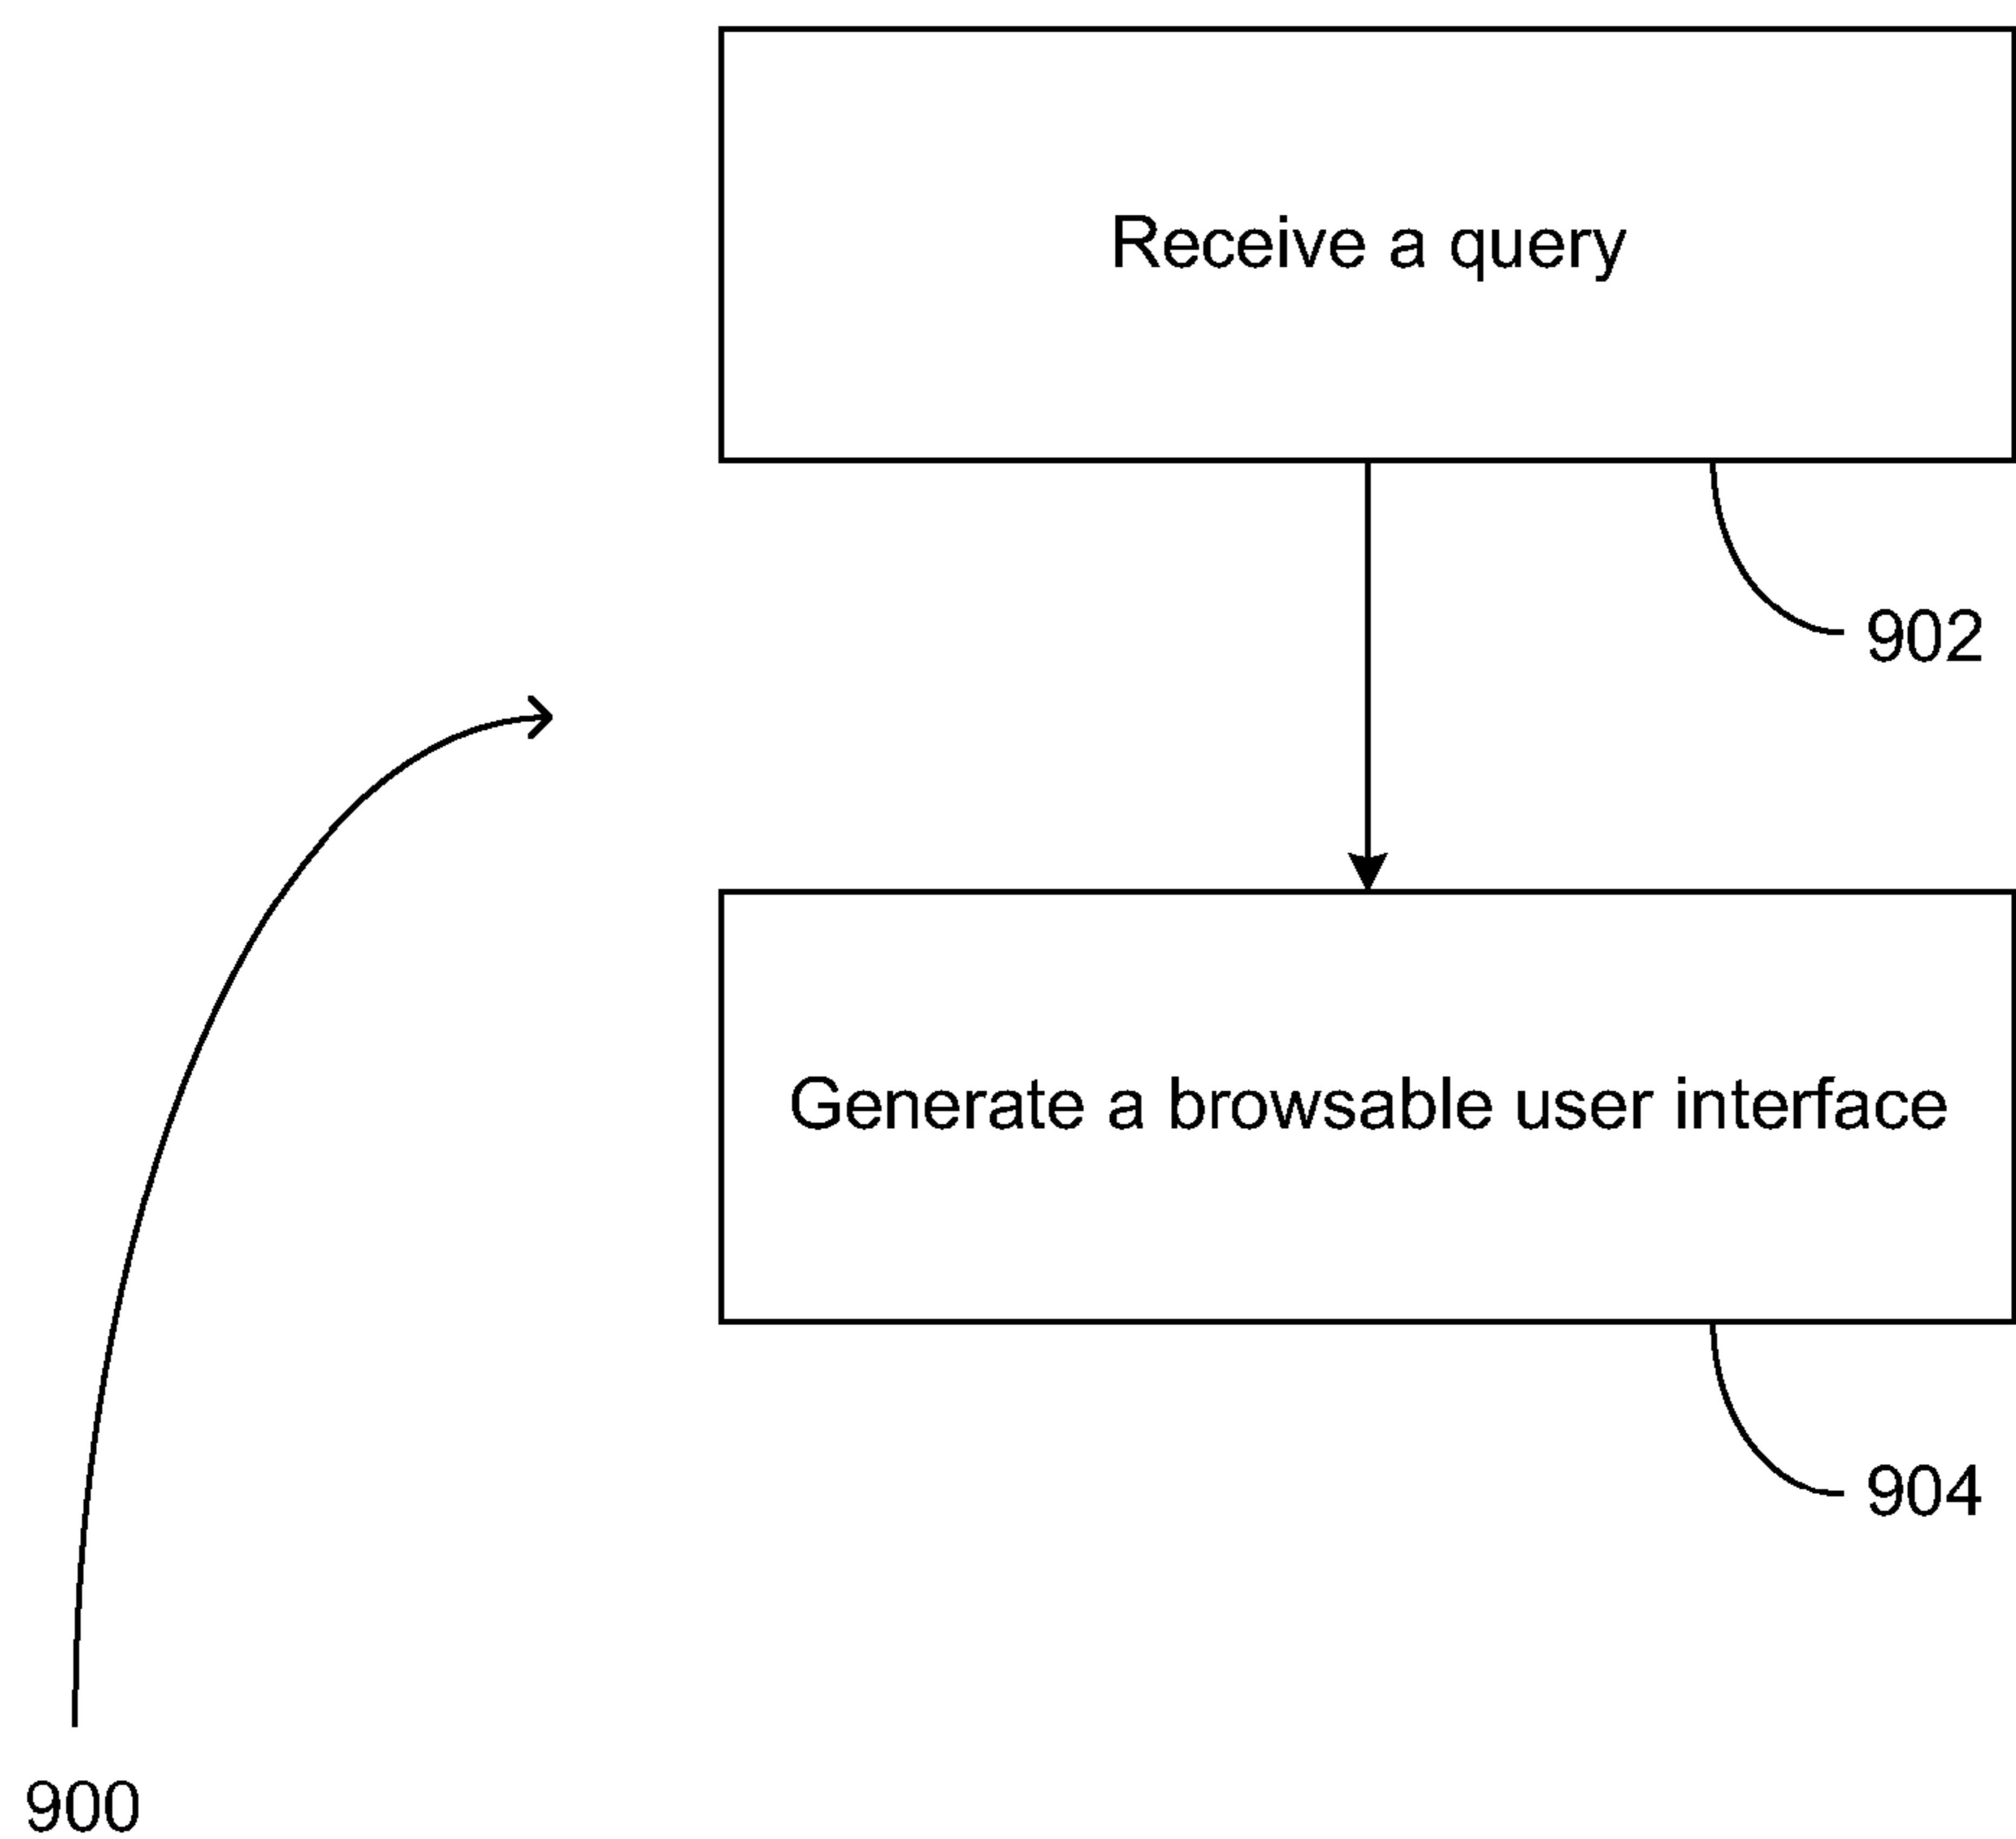 Receive a query
902
Generate a browsable user interface
904
900